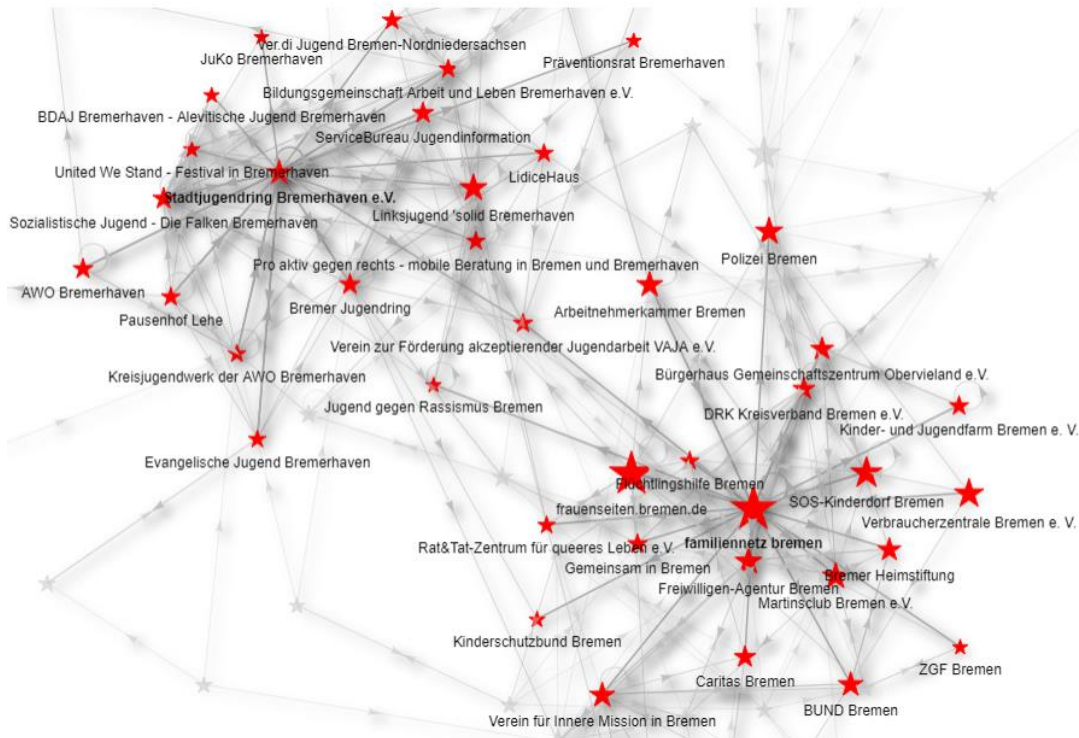 ver.di Jugend Bremen-Nordniedersachsen
JuKo Bremerhaven
Präventionsrat Bremerhaven
Bildungsgemeinschaft Arbeit und Leben Bremerhaven e.V.
BDAJ Bremerhaven - Alevitische Jugend Bremerhaven
ServiceBureau Jugendinformation
United We Stand - Festival in Bremerhaven
LidiceHaus
Stadtjugendring Bremerhaven e.V.
Linksjugend 'solid Bremerhaven
Sozialistische Jugend - Die Falken Bremerhaven
Polizei Bremen
Pro aktiv gegen rechts - mobile Beratung in Bremen und Bremerhaven
AWO Bremerhaven
Bremer Jugendring
Arbeitnehmerkammer Bremen
Pausenhof Lehe
Verein zur Förderung akzeptierender Jugendarbeit VAJA e.V.
Kreisjugendwerk der AWO Bremerhaven
Bürgerhaus Gemeinschaftszentrum Obervieland e.V.
Jugend gegen Rassismus Bremen
DRK Kreisverband Bremen e.V.
Kinder- und Jugendfarm Bremen e. V.
Evangelische Jugend Bremerhaven
Flüchtlingshilfe Bremen
SOS-Kinderdorf Bremen
frauenseiten.bremen.de
Verbraucherzentrale Bremen e. V.
familiennetz bremen
Rat&Tat-Zentrum für queeres Leben e.V.
Gemeinsam in Bremen
Bremer Heimstiftung
Freiwilligen-Agentur Bremen
Martinsclub Bremen e.V.
Kinderschutzbund Bremen
ZGF Bremen
Caritas Bremen
BUND Bremen
Verein für Innere Mission in Bremen